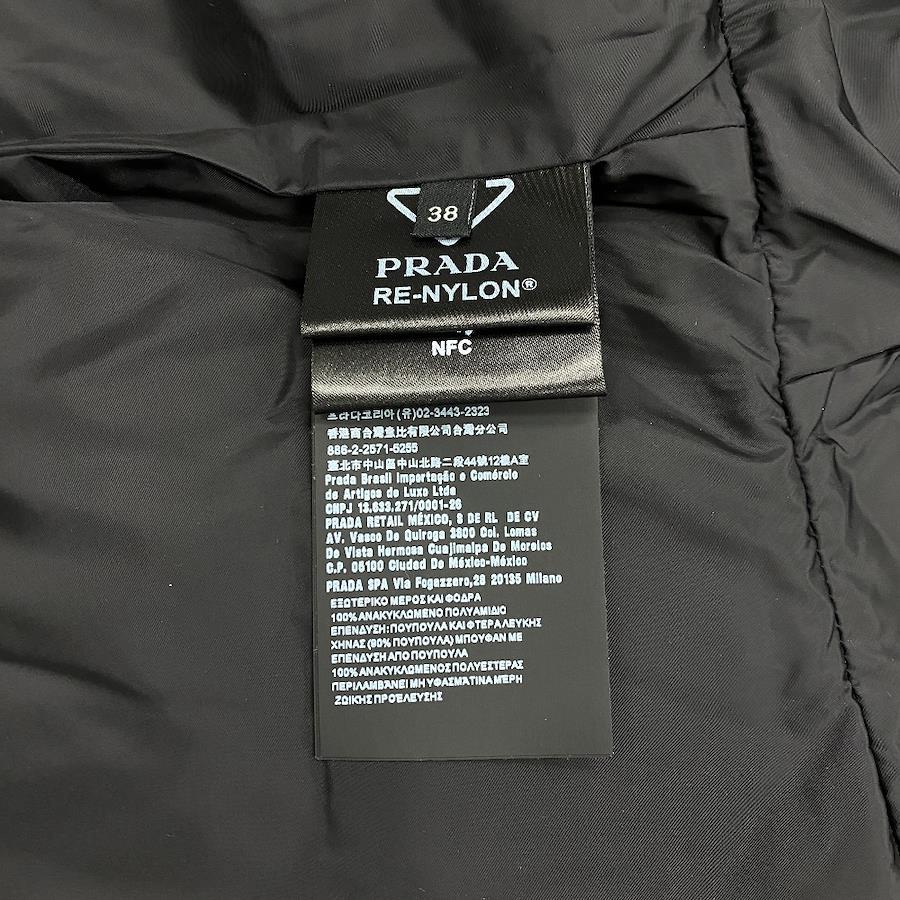 38
PRADA
RE-NYLON®
NFC
프라다코리아(유)02-3443-2323
香港商台灣普比有限公司台灣分公司
886-2-2571-5255
臺北市中山區中山北路二段44號12樓A室
Prada Brasil Importação e Comércio
de Artigos de Luxo Ltda
CNPJ 13.633.271/0001-26
PRADA RETAIL MÉXICO, S DE RL DE CV
AV. Vasco De Quiroga 3800 Col. Lomas
De Vista Hermosa Cuajimalpa De Morelos
C.P. 05100 Ciudad De México-México
PRADA SPA Via Fogazzero,28 20135 Milano
ΕΞΩΤΕΡΙΚΟ ΜΕΡΟΣ ΚΑΙ ΦΟΔΡΑ
100% ΑΝΑΚΥΚΛΩΜΕΝΟ ΠΟΛΥΑΜΙΔΙΟ
ΕΠΕΝΔΥΣΗ:ΠΟΥΠΟΥΛΑ ΚΑΙ ΦΤΕΡΑ ΛΕΥΚΗΣ
ΧΗΝΑΣ (90% ΠΟΥΠΟΥΛΑ) ΜΠΟΥΦΑΝ ΜΕ
ΕΠΕΝΔΥΣΗ ΑΠΟ ΠΟΥΠΟΥΛΑ
100% ΑΝΑΚΥΚΛΩΜΕΝΟΣ ΠΟΛΥΕΣΤΕΡΑΣ
ΠΕΡΙΛΑΜΒΑΝΕΙ ΜΗ ΥΦΑΣΜΑΤΙΝΑ ΜΕΡΗ
ΖΩΙΚΗΣ ΠΡΟΈΛΕΥΣΗΣ